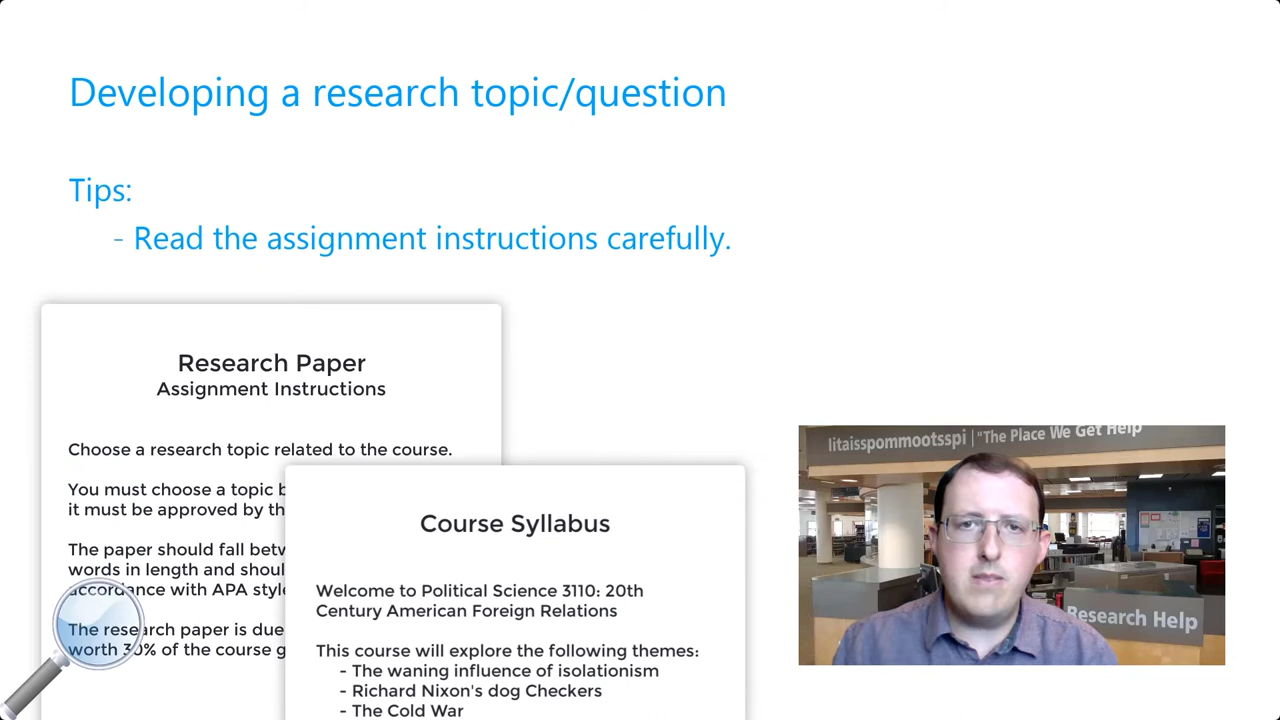 Developing a research topic/question
Tips:
- Read the assignment instructions carefully.
Research Paper
Assignment Instructions
Choose a research topic related to the course.
You must choose a topic b
it must be approved by th
The paper should fall betw
words in length and shoul
accordance with APA style
The research paper is due
worth 30% of the course g
Course Syllabus
Welcome to Political Science 3110: 20th
Century American Foreign Relations
This course will explore the following themes:
- The waning influence of isolationism
- Richard Nixon's dog Checkers
- The Cold War
litaisspommootsspi | "The Place We Get Help
Research Help